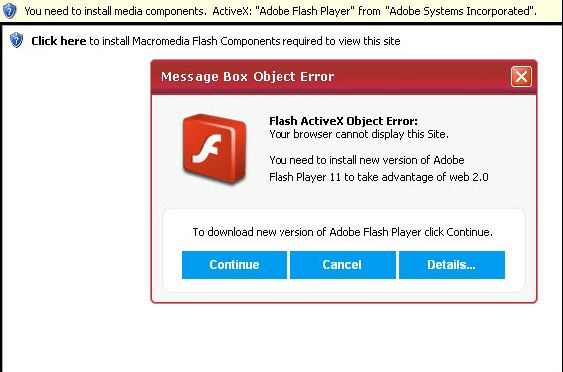 You need to install media components. ActiveX: "Adobe Flash Player" from "Adobe Systems Incorporated".
Click here to install Macromedia Flash Components required to view this site
Message Box Object Error
Flash ActiveX Object Error:
Your browser cannot display this Site.
You need to install new version of Adobe
Flash Player 11 to take advantage of web 2.0
To download new version of Adobe Flash Player click Continue.
Continue
Cancel
Details...